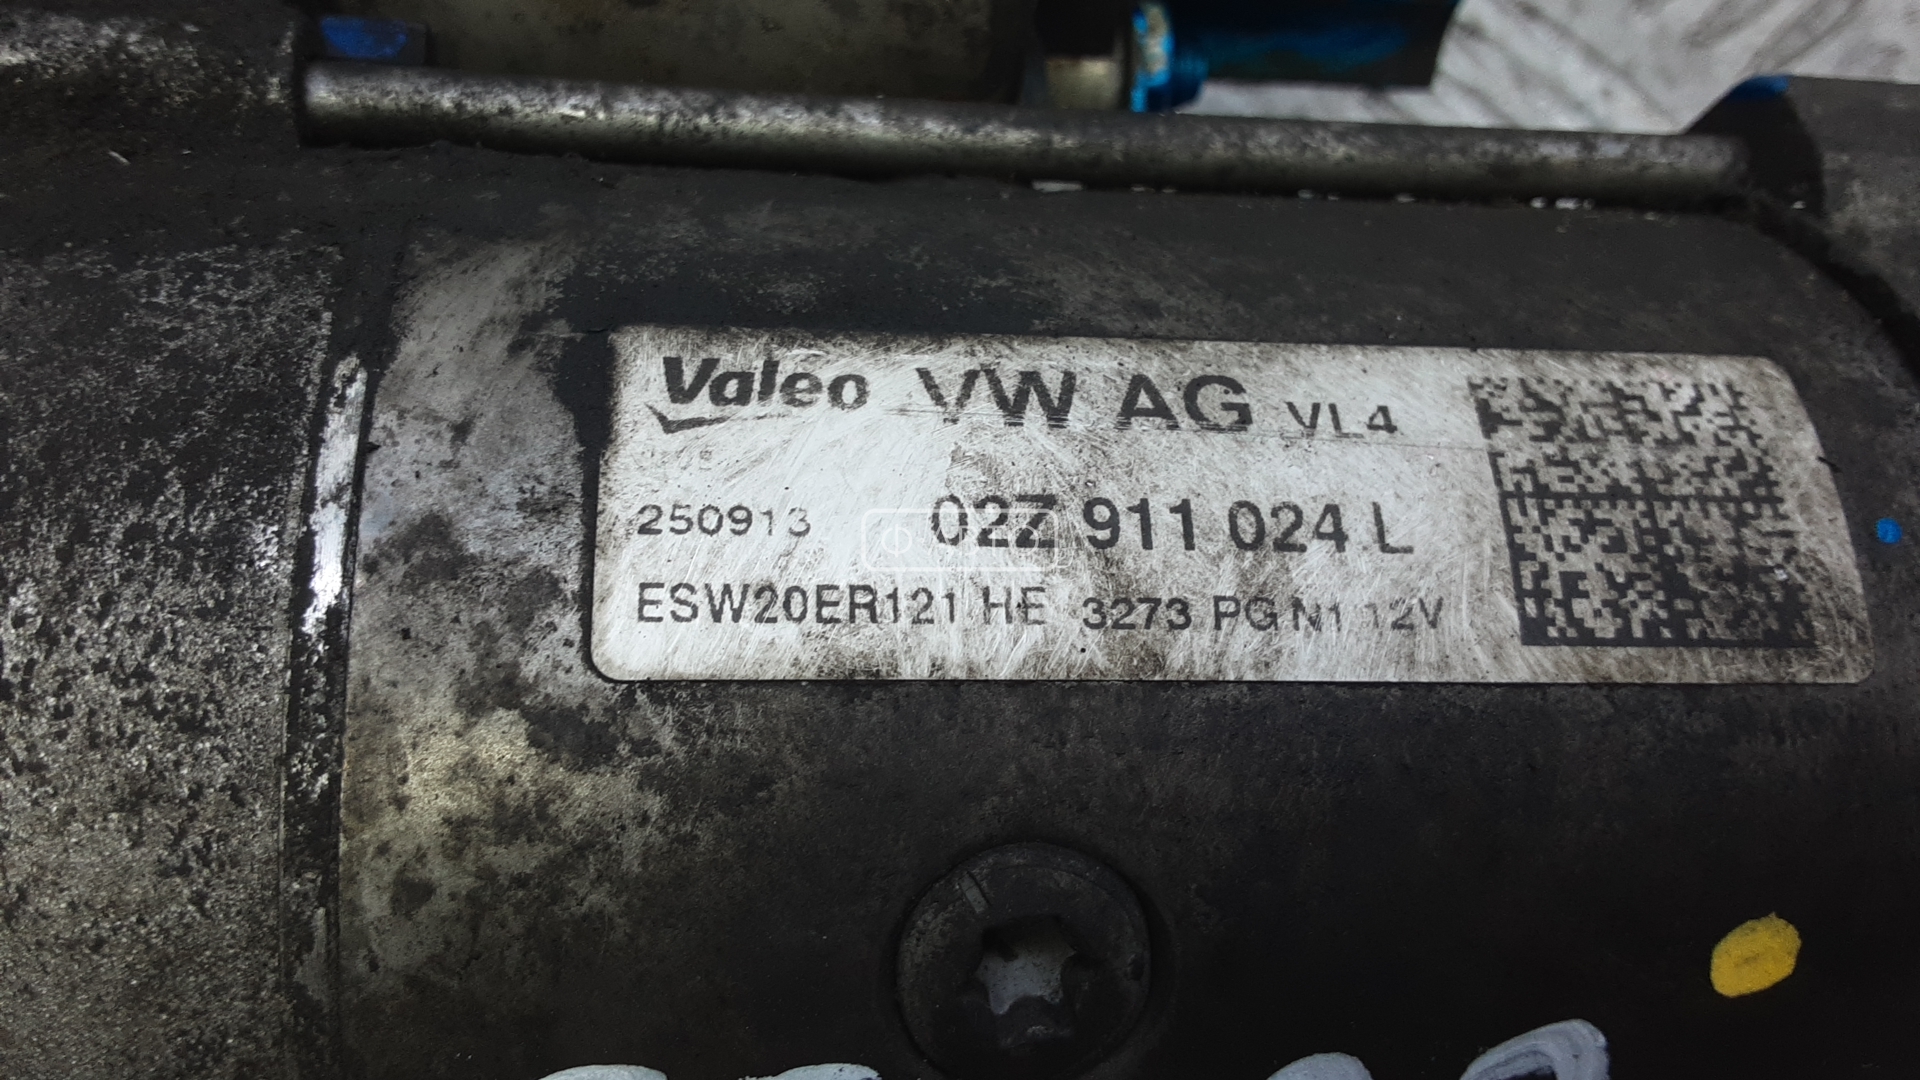 Valeo VW AG VL4
250913 02Z 911 024 L
ESW20ER121 HE 3273 PG N1 12V